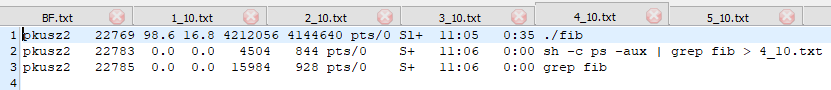 BF.txt 1_10.txt 2_10.txt 3_10.txt 4_10.txt 5_10.txt
1 pkusz2 22769 98.6 16.8 4212056 4144640 pts/0 Sl+ 11:05 0:35 ./fib
2 pkusz2 22783 0.0 0.0 4504 844 pts/0 S+ 11:06 0:00 sh -c ps -aux | grep fib > 4_10.txt
3 pkusz2 22785 0.0 0.0 15984 928 pts/0 S+ 11:06 0:00 grep fib
4